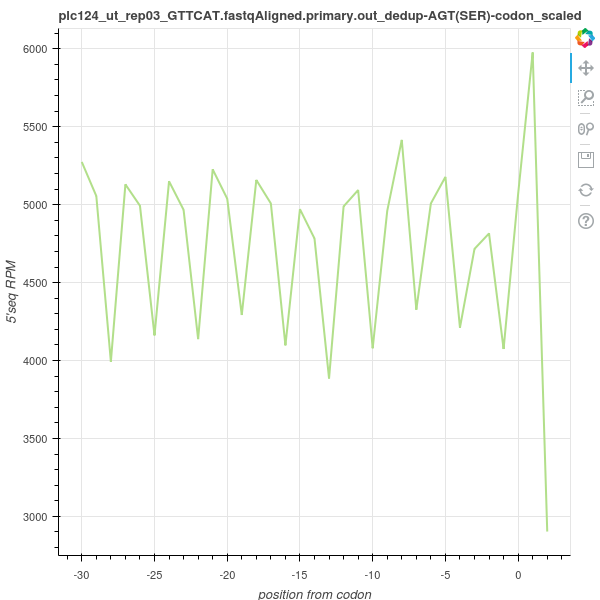 plc124_ut_rep03_GTTCAT.fastqAligned.primary.out_dedup-AGT(SER)-codon_scaled
6000
5500
5000
4500
4000
3500
3000
5'seq RPM
-30 -25 -20 -15 -10 -5 0
position from codon